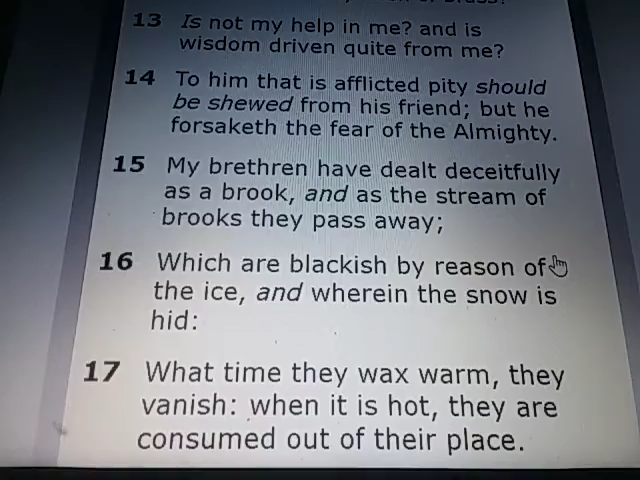 13 Is not my help in me? and is
wisdom driven quite from me?
14 To him that is afflicted pity should
be shewed from his friend; but he
forsaketh the fear of the Almighty.
15 My brethren have dealt deceitfully
as a brook, and as the stream of
brooks they pass away;
16 Which are blackish by reason of
the ice, and wherein the snow is
hid:
17 What time they wax warm, they
vanish: when it is hot, they are
consumed out of their place.